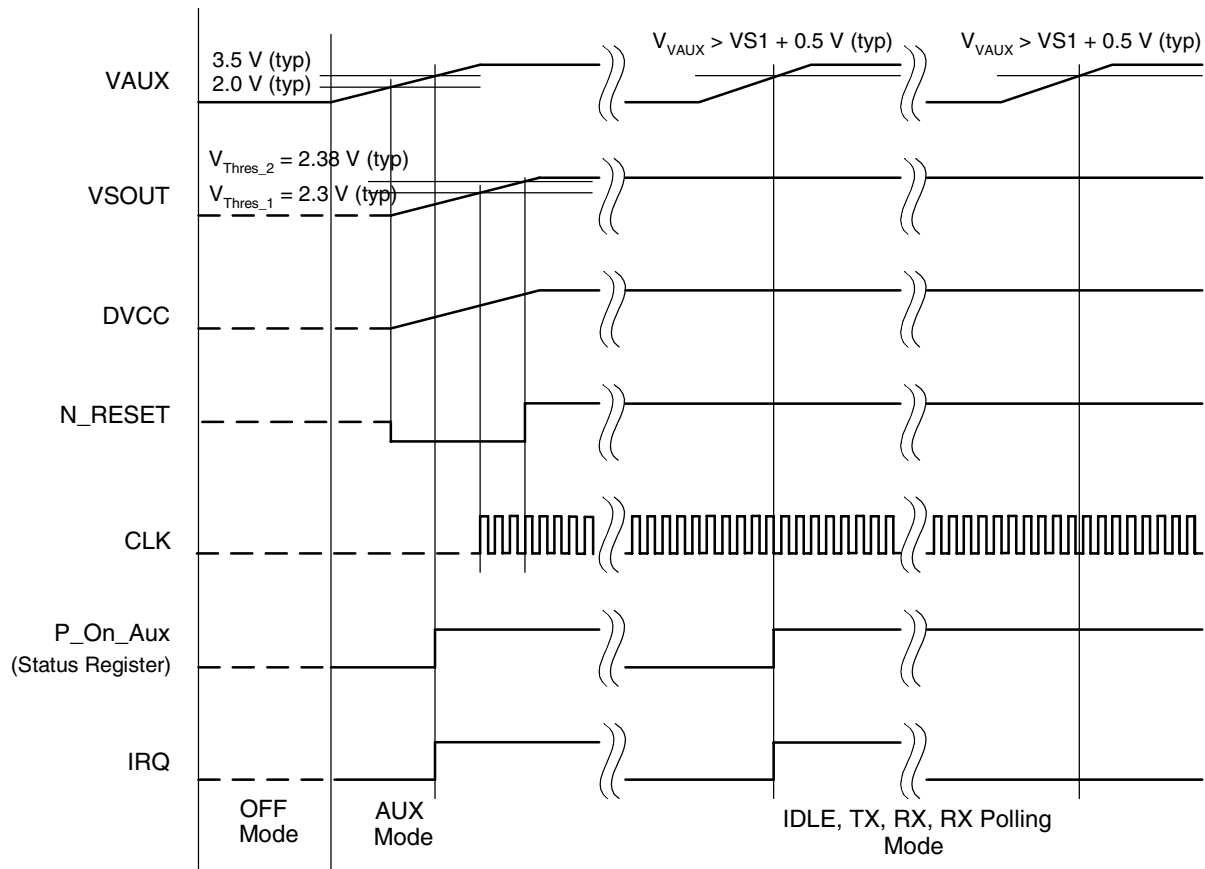 V_VAUX > VS1 + 0.5 V (typ)
V_VAUX > VS1 + 0.5 V (typ)
VAUX
3.5 V (typ)
2.0 V (typ)
VSOUT
V_Thres_2 = 2.38 V (typ)
V_Thres_1 = 2.3 V (typ)
DVCC
N_RESET
CLK
P_On_Aux
(Status Register)
IRQ
OFF
Mode
AUX
Mode
IDLE, TX, RX, RX Polling
Mode